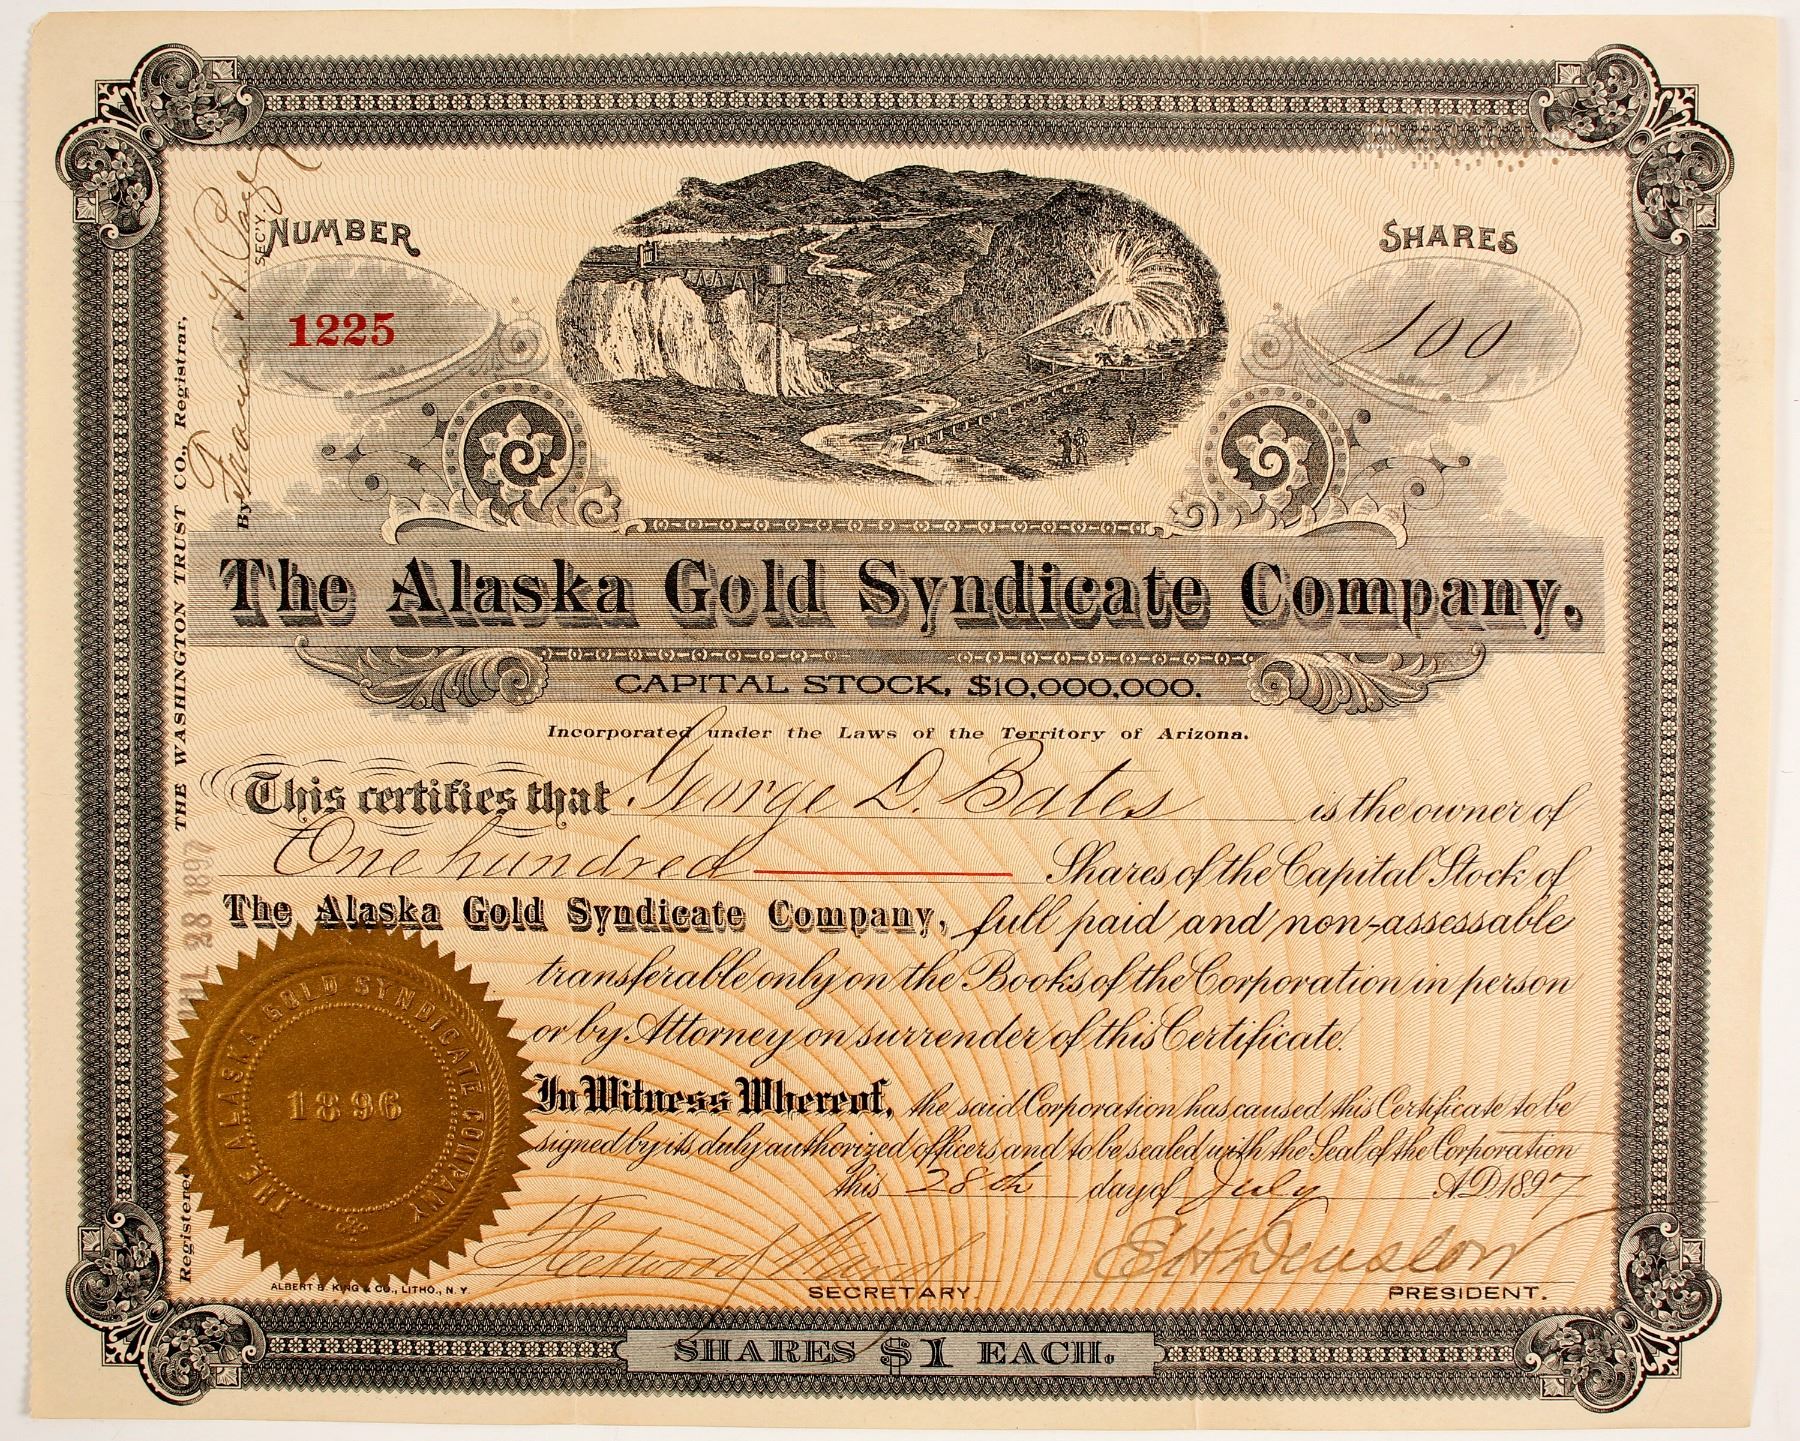 NUMBER
1225
SHARES
100
The Alaska Gold Syndicate Company.
CAPITAL STOCK, $10,000,000.
Incorporated under the Laws of the Territory of Arizona.
This certifies that George D. Bates is the owner of
One hundred Shares of the Capital Stock of
The Alaska Gold Syndicate Company, full paid and non-assessable
transferable only on the Books of the Corporation in person
or by Attorney on surrender of this Certificate.
In Witness Whereof, the said Corporation has caused this Certificate to be
signed by its duly authorized officers and to be sealed with the Seal of the Corporation
this 28th day of July A.D. 1897
Fleetwood Ward
SECRETARY.
E H Denslow
PRESIDENT.
THE ALASKA GOLD SYNDICATE COMPANY
1896
ALBERT B. KING & CO., LITHO., N. Y.
SHARES $1 EACH.
Registered JUL 28 1897
THE WASHINGTON TRUST CO., Registrar,
By Francis H Page SEC'Y.